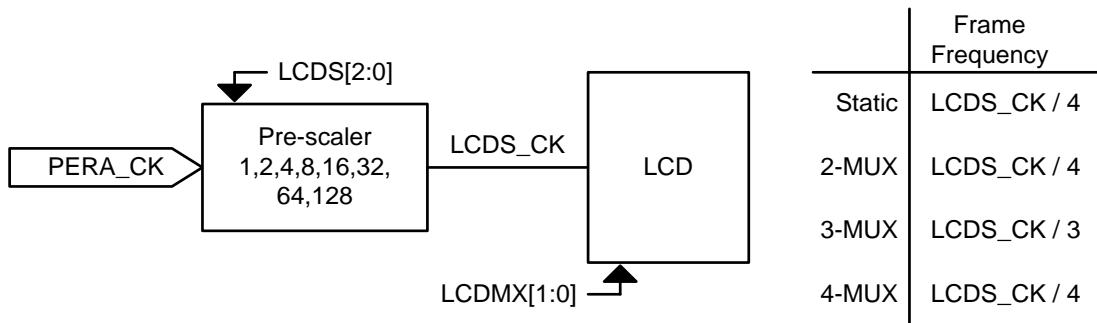 LCDS[2:0]
PERA_CK
Pre-scaler
1,2,4,8,16,32,
64,128
LCDS_CK
LCD
LCDMX[1:0]
Frame
Frequency
Static LCDS_CK / 4
2-MUX LCDS_CK / 4
3-MUX LCDS_CK / 3
4-MUX LCDS_CK / 4